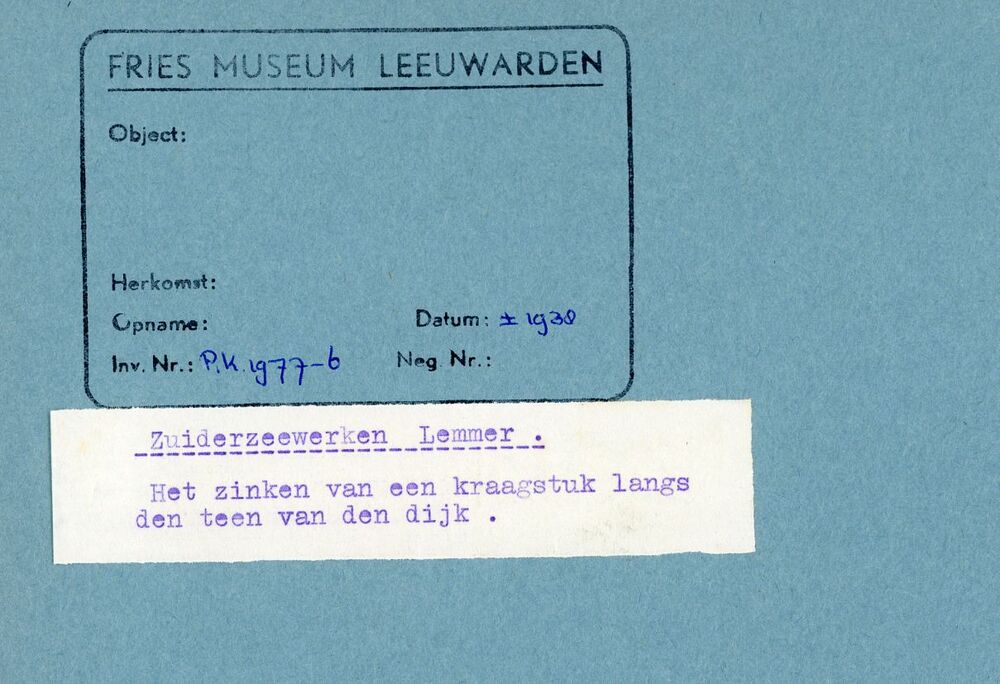 FRIES MUSEUM LEEUWARDEN
Object:
Herkomst:
Opname:
Datum: ± 1930
Inv. Nr.: P.K. 1977-6
Neg. Nr.:
Zuiderzeewerken Lemmer .
Het zinken van een kraagstuk langs
den teen van den dijk .